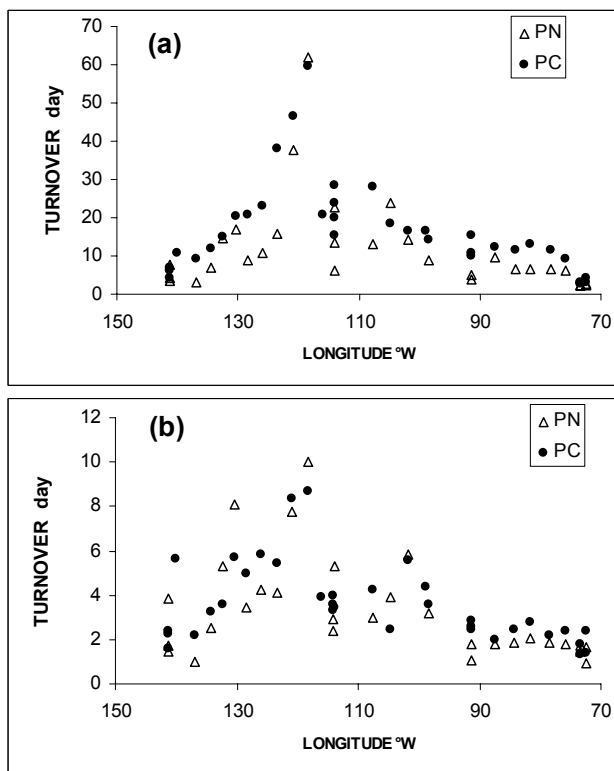 (a)
△ PN
● PC
TURNOVER day
70
60
50
40
30
20
10
0
150 130 110 90 70
LONGITUDE °W
(b)
△ PN
● PC
TURNOVER day
12
10
8
6
4
2
0
150 130 110 90 70
LONGITUDE °W